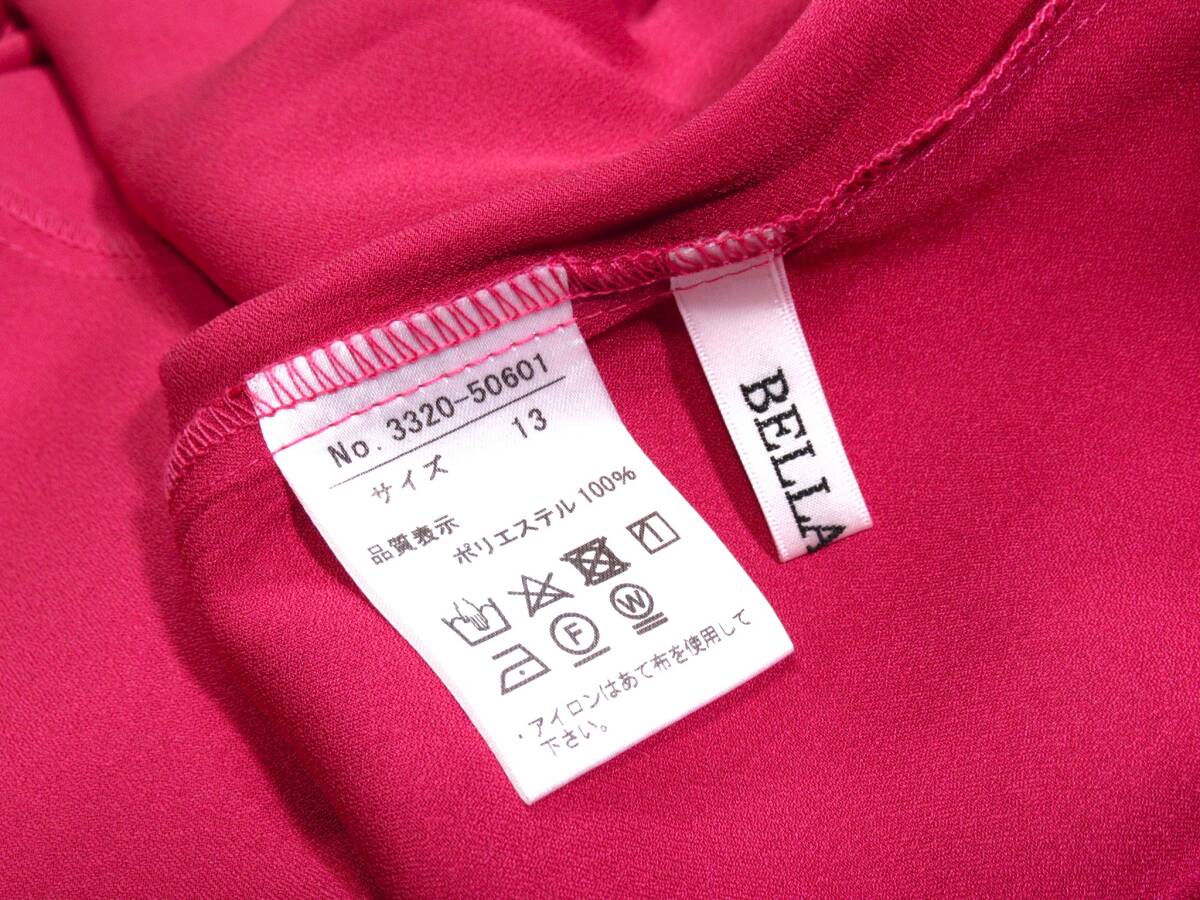 No. 3320-50601
サイズ 13
品質表示
ポリエステル 100%
F
W
・アイロンはあて布を使用して
下さい。
BELLA